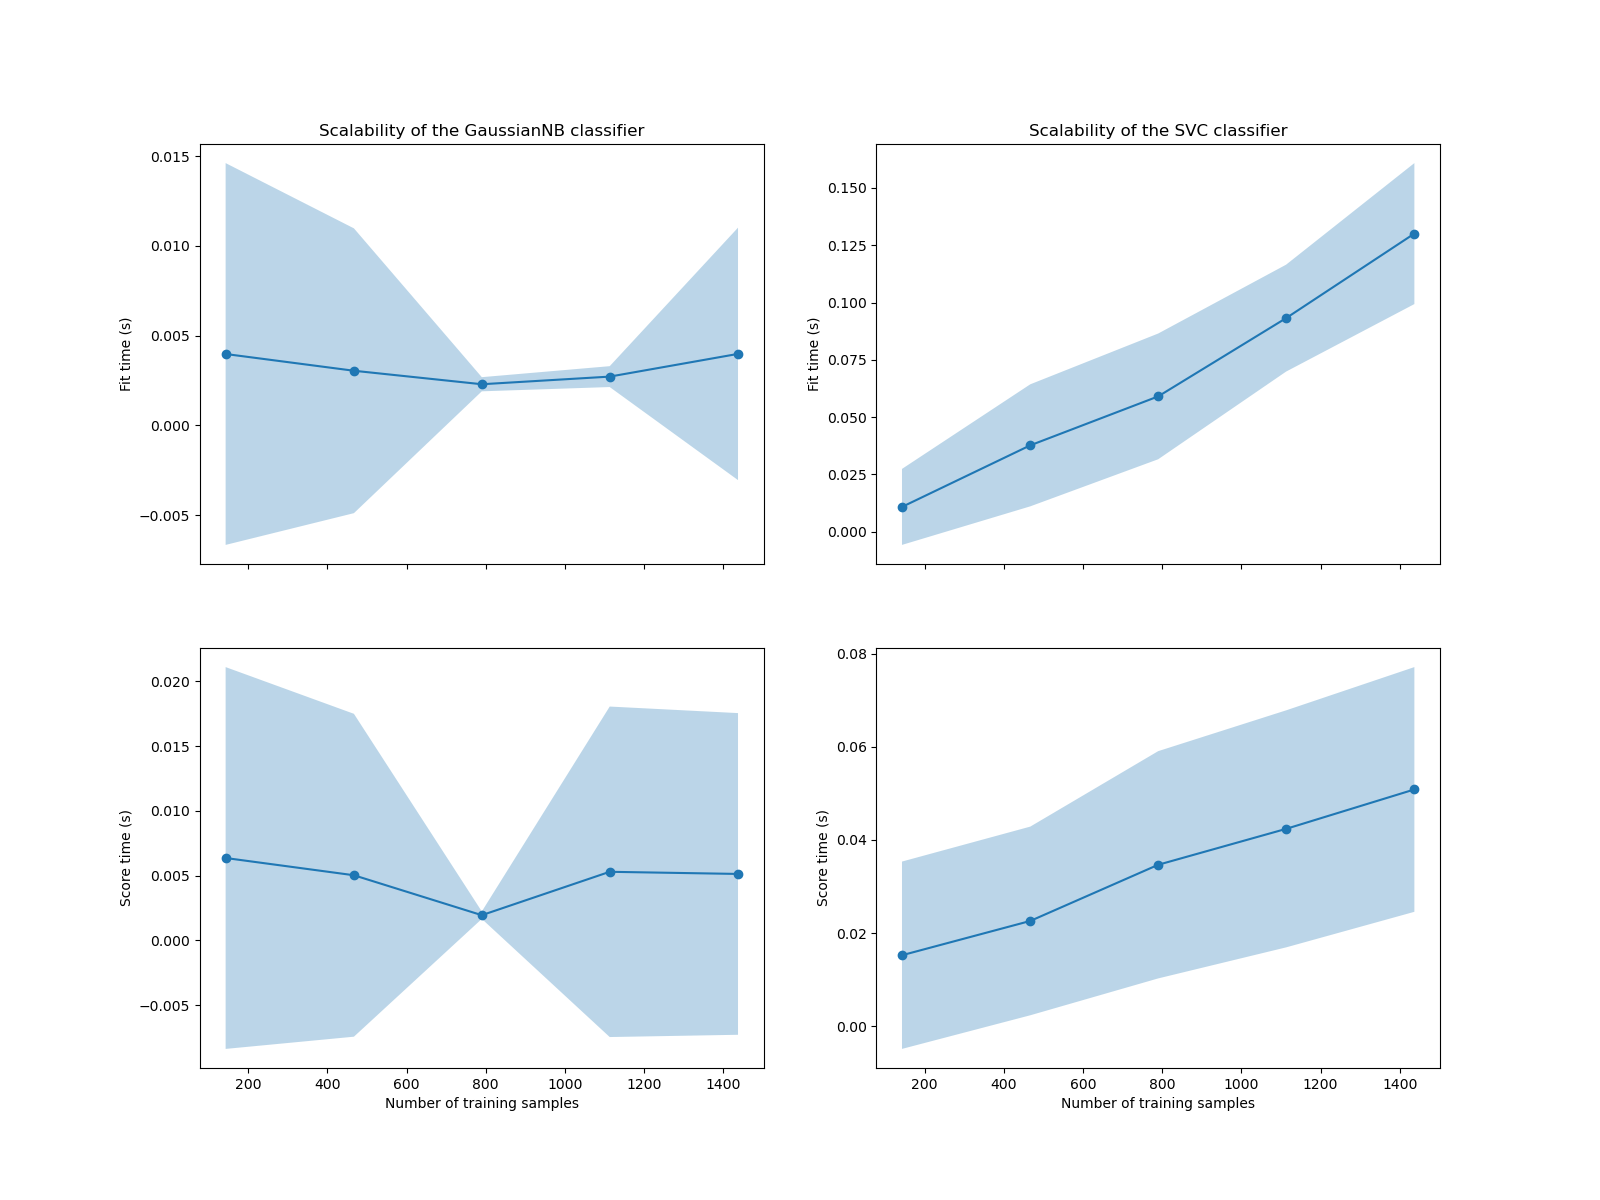 Scalability of the GaussianNB classifier
0.015
0.010
0.005
0.000
−0.005
Fit time (s)
Scalability of the SVC classifier
0.150
0.125
0.100
0.075
0.050
0.025
0.000
Fit time (s)
0.020
0.015
0.010
0.005
0.000
−0.005
Score time (s)
200 400 600 800 1000 1200 1400
Number of training samples
0.08
0.06
0.04
0.02
0.00
Score time (s)
200 400 600 800 1000 1200 1400
Number of training samples